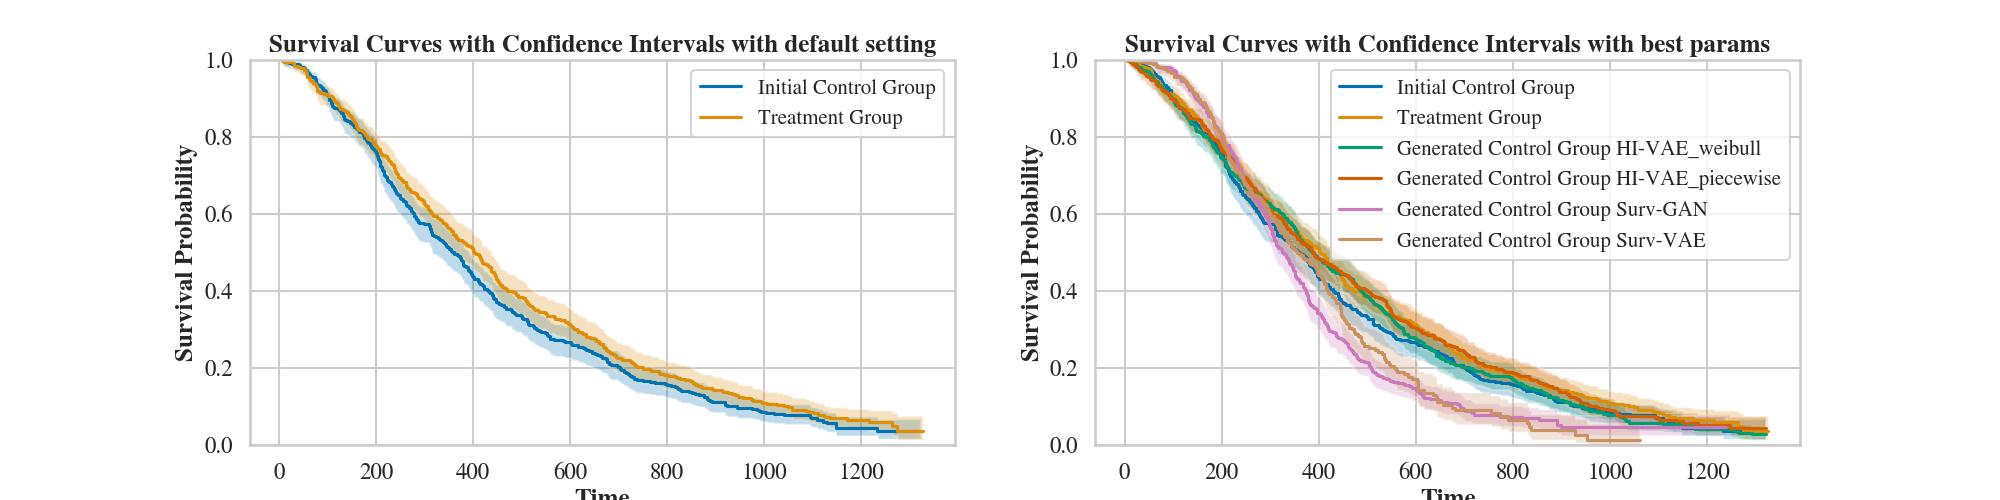 Survival Curves with Confidence Intervals with default setting
Survival Probability
1.0
0.8
0.6
0.4
0.2
0.0
Initial Control Group
Treatment Group
0 200 400 600 800 1000 1200
Time
Survival Curves with Confidence Intervals with best params
Survival Probability
1.0
0.8
0.6
0.4
0.2
0.0
Initial Control Group
Treatment Group
Generated Control Group HI-VAE_weibull
Generated Control Group HI-VAE_piecewise
Generated Control Group Surv-GAN
Generated Control Group Surv-VAE
0 200 400 600 800 1000 1200
Time